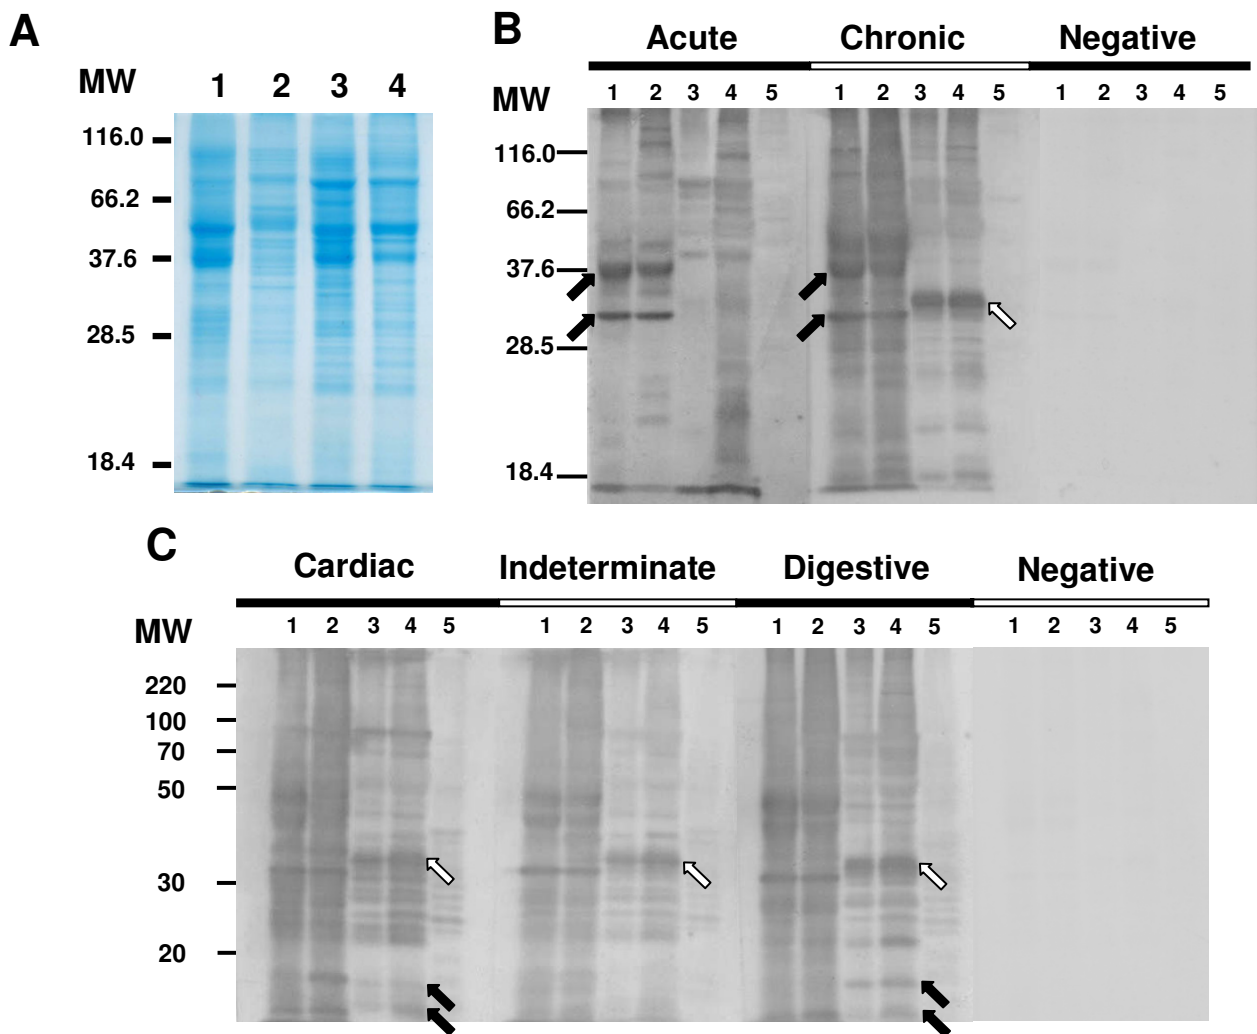 A
MW 1 2 3 4
116.0
66.2
37.6
28.5
18.4
B
Acute Chronic Negative
MW 1 2 3 4 5 1 2 3 4 5 1 2 3 4 5
116.0
66.2
37.6
28.5
18.4
C
Cardiac Indeterminate Digestive Negative
MW 1 2 3 4 5 1 2 3 4 5 1 2 3 4 5 1 2 3 4 5
220
100
70
50
30
20